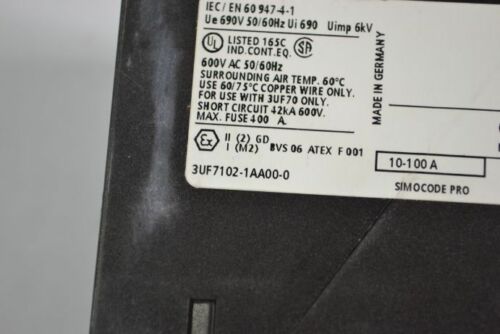 IEC / EN 60 947-4-1
Ue 690V 50/60Hz Ui 690 Uimp 6kV
UL LISTED 165C
IND.CONT.EQ. SA
600V AC 50/60Hz
SURROUNDING AIR TEMP. 60°C
USE 60/75°C COPPER WIRE ONLY.
FOR USE WITH 3UF70 ONLY.
SHORT CIRCUIT 42kA 600V.
MAX. FUSE 400 A.
MADE IN GERMANY
Ex II (2) GD
I (M2) BVS 06 ATEX F 001
10-100 A
3UF7102-1AA00-0
SIMOCODE PRO